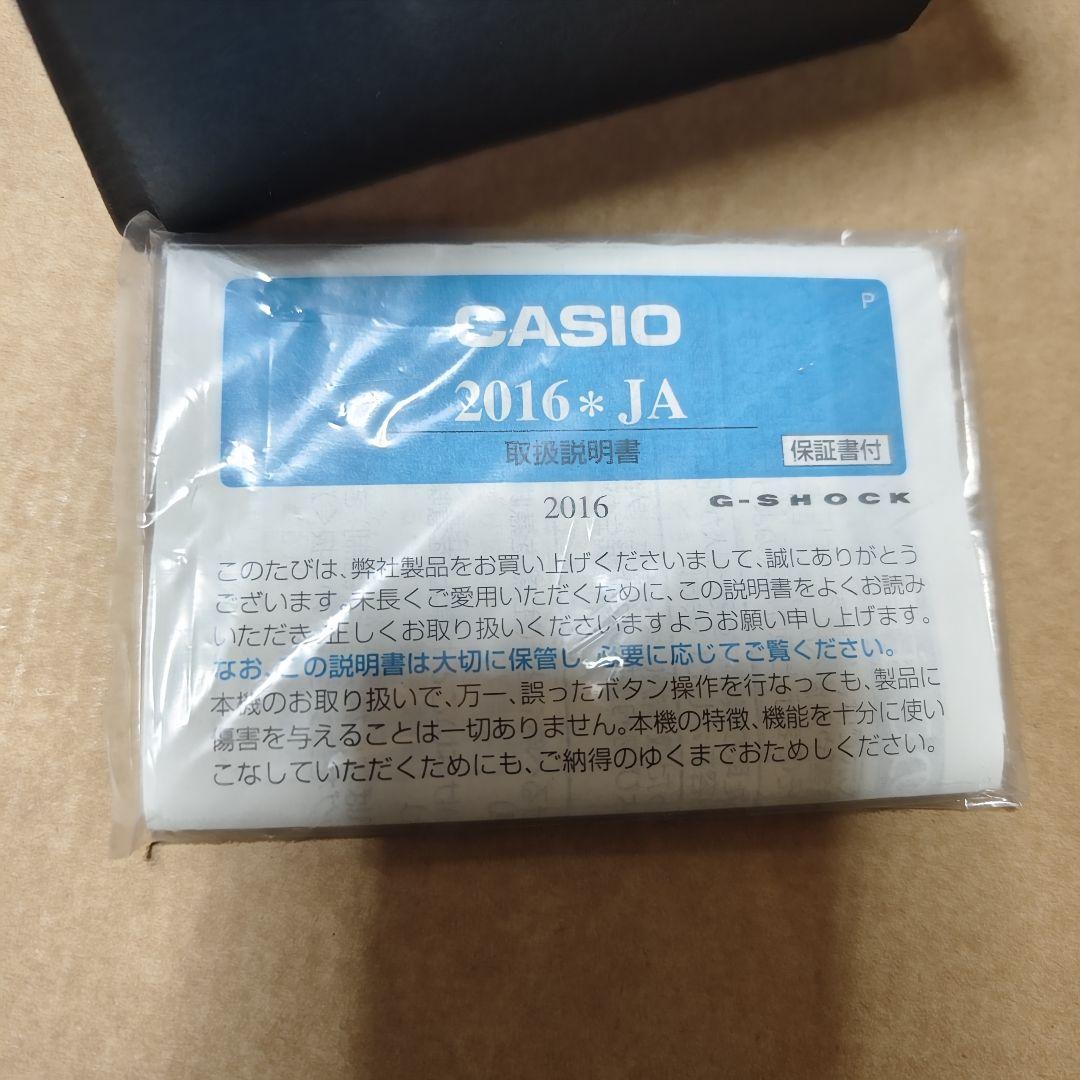 P
CASIO
2016* JA
取扱説明書
保証書付
2016
G-SHOCK
このたびは、弊社製品をお買い上げくださいまして、誠にありがとう
ございます。末長くご愛用いただくために、この説明書をよくお読み
いただき、正しくお取り扱いくださいますようお願い申し上げます。
なお、この説明書は大切に保管し、必要に応じてご覧ください。
本機のお取り扱いで、万一、誤ったボタン操作を行なっても、製品に
傷害を与えることは一切ありません。本機の特徴、機能を十分に使い
こなしていただくためにも、ご納得のゆくまでおためしください。